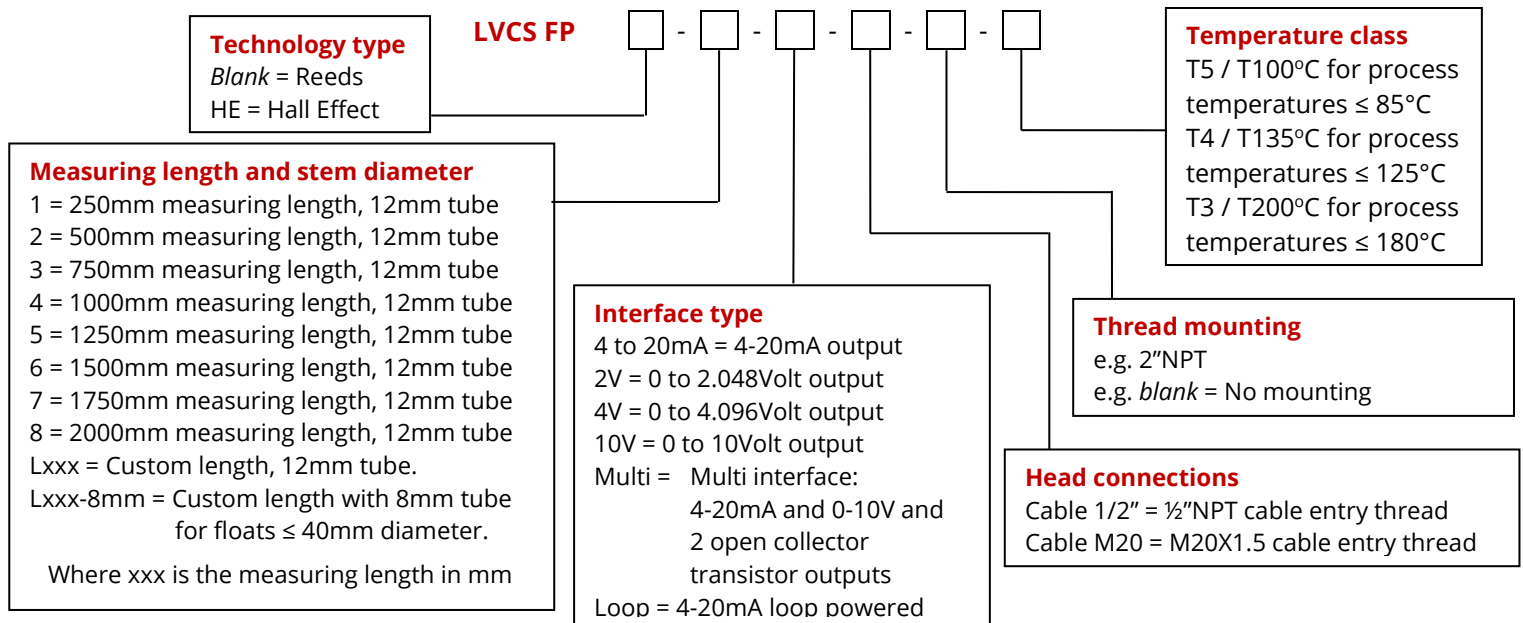 LVCS FP - - - - -
Technology type
Blank = Reeds
HE = Hall Effect
Measuring length and stem diameter
1 = 250mm measuring length, 12mm tube
2 = 500mm measuring length, 12mm tube
3 = 750mm measuring length, 12mm tube
4 = 1000mm measuring length, 12mm tube
5 = 1250mm measuring length, 12mm tube
6 = 1500mm measuring length, 12mm tube
7 = 1750mm measuring length, 12mm tube
8 = 2000mm measuring length, 12mm tube
Lxxx = Custom length, 12mm tube.
Lxxx-8mm = Custom length with 8mm tube
for floats ≤ 40mm diameter.
Where xxx is the measuring length in mm
Interface type
4 to 20mA = 4-20mA output
2V = 0 to 2.048Volt output
4V = 0 to 4.096Volt output
10V = 0 to 10Volt output
Multi = Multi interface:
4-20mA and 0-10V and
2 open collector
transistor outputs
Loop = 4-20mA loop powered
Head connections
Cable 1/2” = ½”NPT cable entry thread
Cable M20 = M20X1.5 cable entry thread
Thread mounting
e.g. 2”NPT
e.g. blank = No mounting
Temperature class
T5 / T100ºC for process
temperatures ≤ 85°C
T4 / T135ºC for process
temperatures ≤ 125°C
T3 / T200ºC for process
temperatures ≤ 180°C